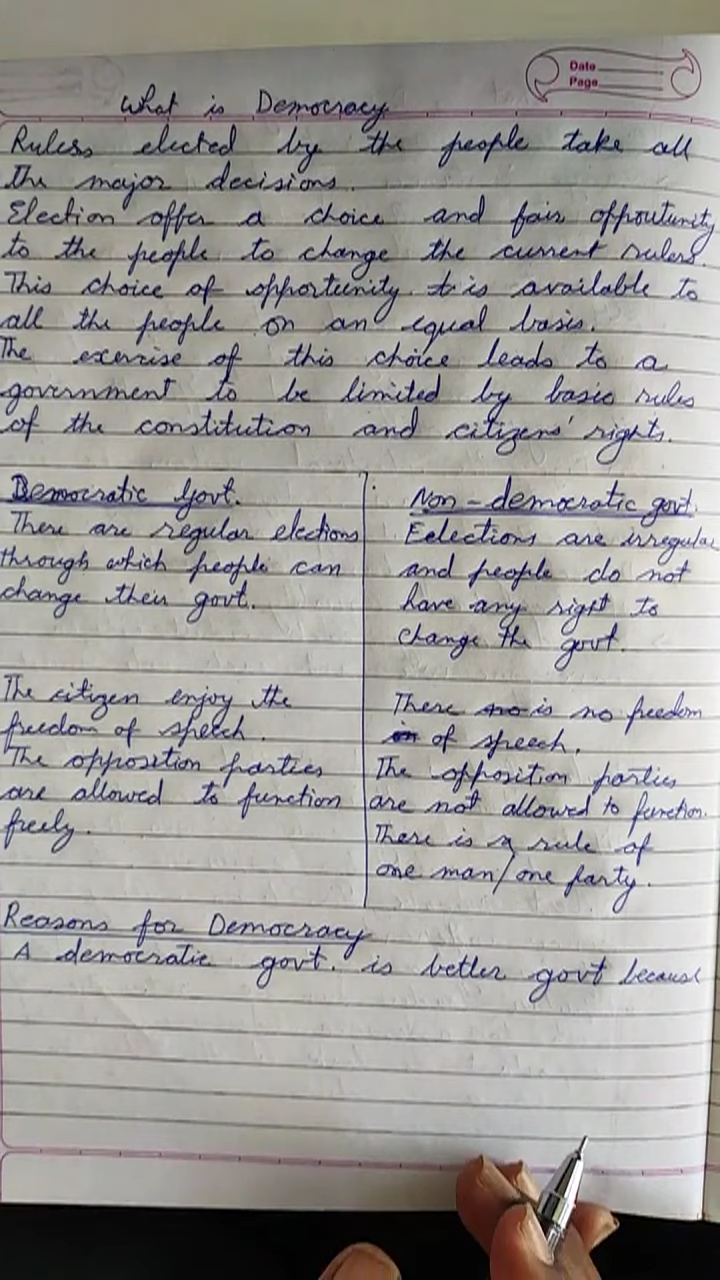 Date
Page
What is Democracy
Rulers elected by the people take all
the major decisions.
Election offer a choice and fair opportunity
to the people to change the current rulers.
This choice of opportunity is available to
all the people on an equal basis.
The exercise of this choice leads to a
government to be limited by basic rules
of the constitution and citizens' rights.
Democratic Govt.
There are regular elections
through which people can
change their govt.
The citizen enjoy the
freedom of speech.
The opposition parties
are allowed to function
freely.
Non-democratic govt.
Eelections are irregular
and people do not
have any right to
change the govt.
There is no freedom
of speech.
The opposition parties
are not allowed to function.
There is a rule of
one man/one party.
Reasons for Democracy
A democratic govt. is better govt because